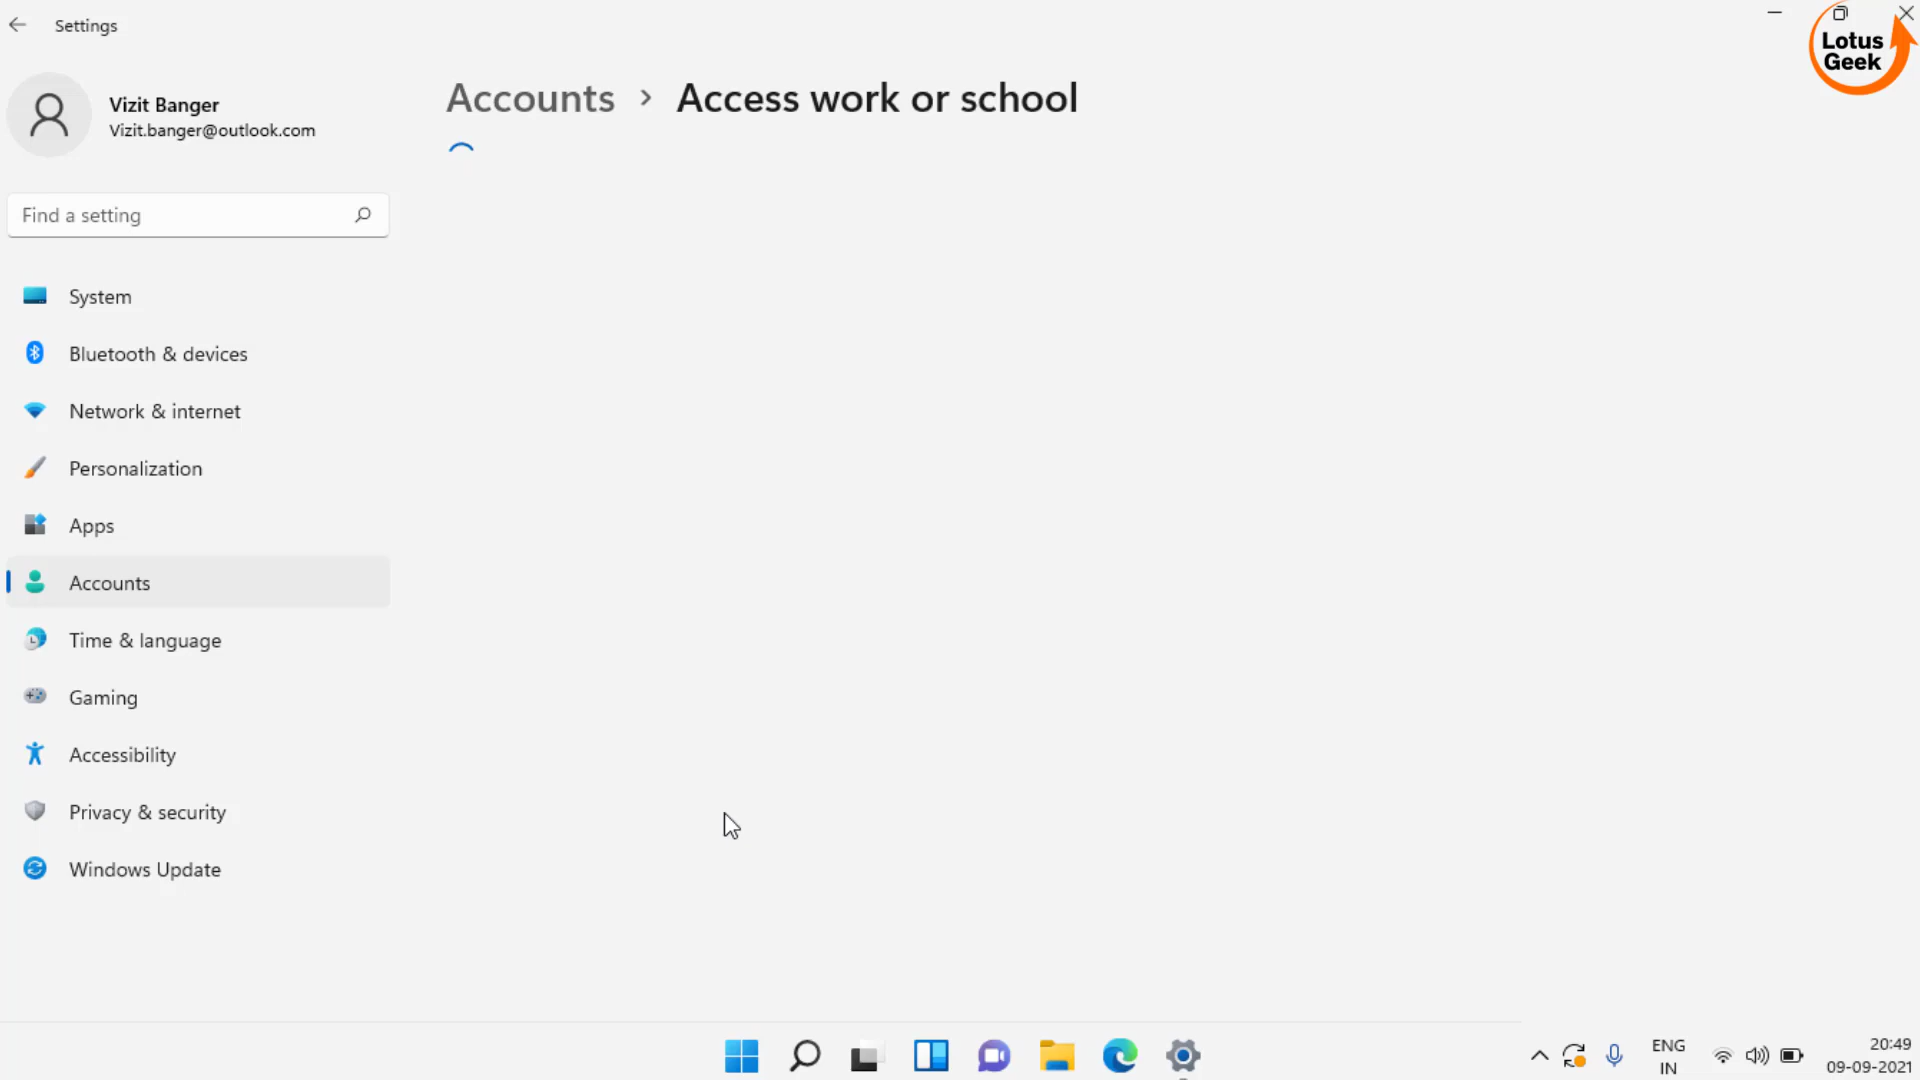 Settings
Lotus
Geek
Vizit Banger
Vizit.banger@outlook.com
Accounts > Access work or school
Find a setting
System
Bluetooth & devices
Network & internet
Personalization
Apps
Accounts
Time & language
Gaming
Accessibility
Privacy & security
Windows Update
ENG
IN
20:49
09-09-2021